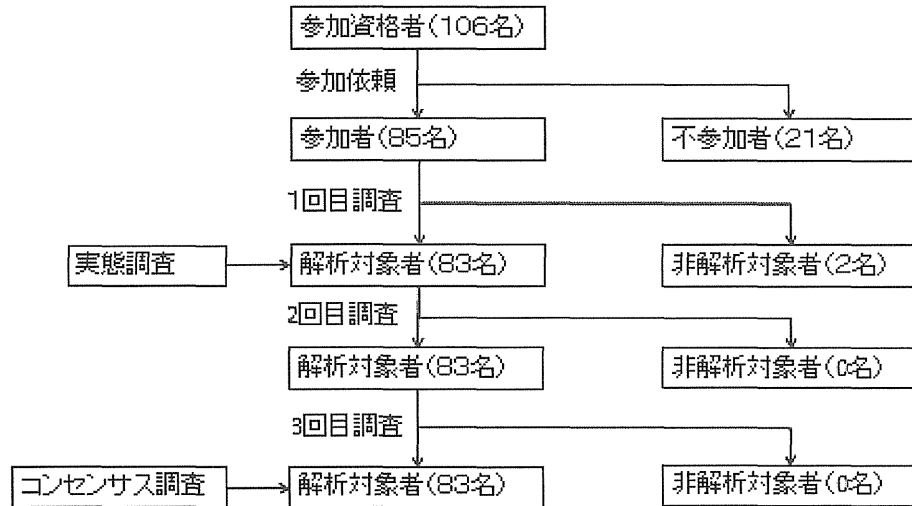 参加資格者(106名)
参加依頼
参加者(85名)
不参加者(21名)
1回目調査
実態調査
解析対象者(83名)
非解析対象者(2名)
2回目調査
解析対象者(83名)
非解析対象者(0名)
3回目調査
コンセンサス調査
解析対象者(83名)
非解析対象者(0名)